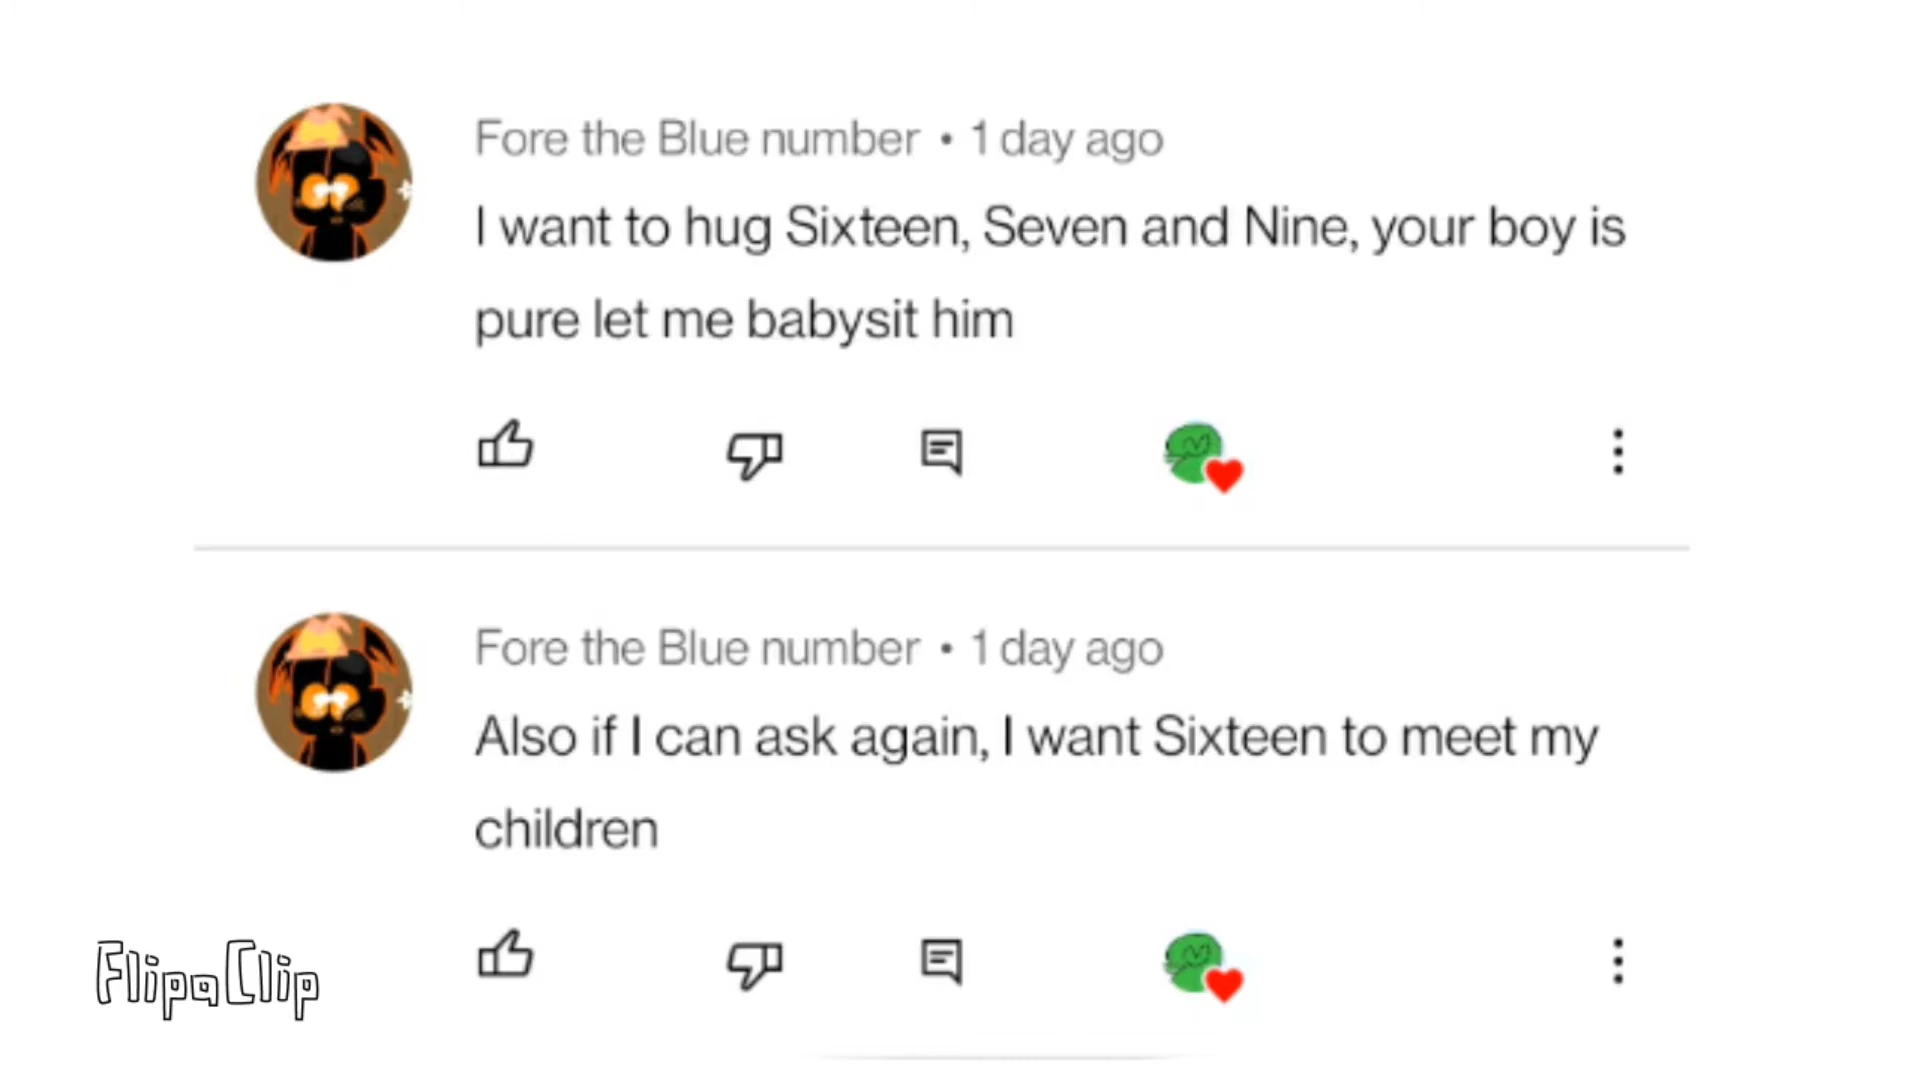 Fore the Blue number • 1 day ago
I want to hug Sixteen, Seven and Nine, your boy is
pure let me babysit him
Fore the Blue number • 1 day ago
Also if I can ask again, I want Sixteen to meet my
children
FlipaClip